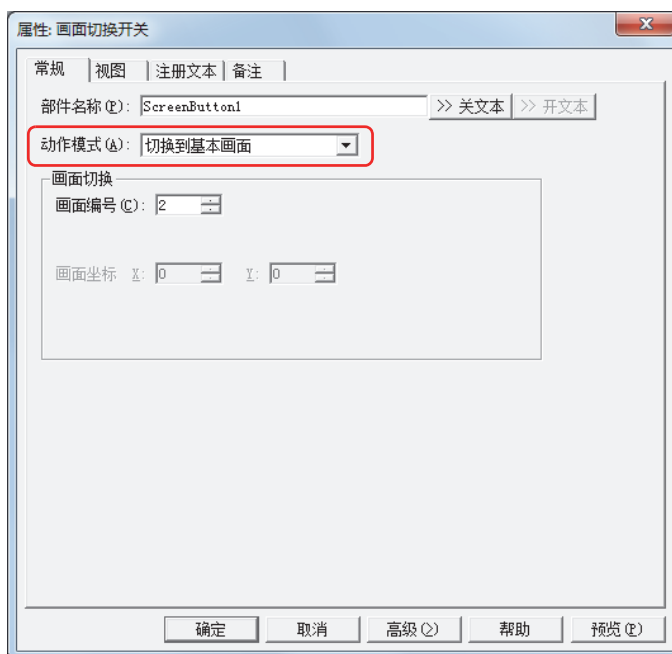 属性: 画面切换开关
常规 视图 注册文本 备注
部件名称(P): ScreenButton1 >> 关文本 >> 开文本
动作模式(A): 切换到基本画面
画面切换
画面编号(C): 2
画面坐标 X: 0 Y: 0
确定 取消 高级(>) 帮助 预览(P)